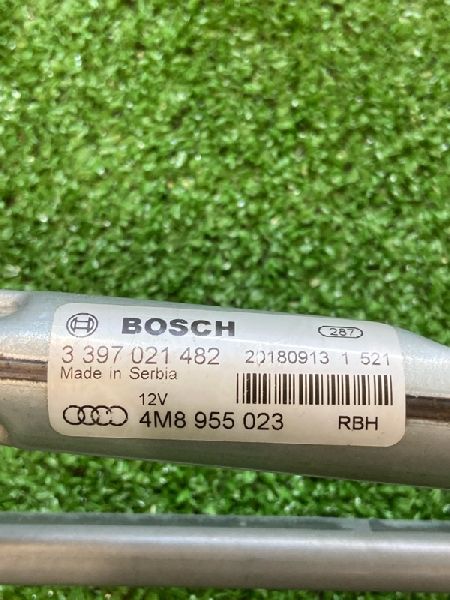 BOSCH 287
3 397 021 482 20180913 1 521
Made in Serbia
12V
4M8 955 023 RBH